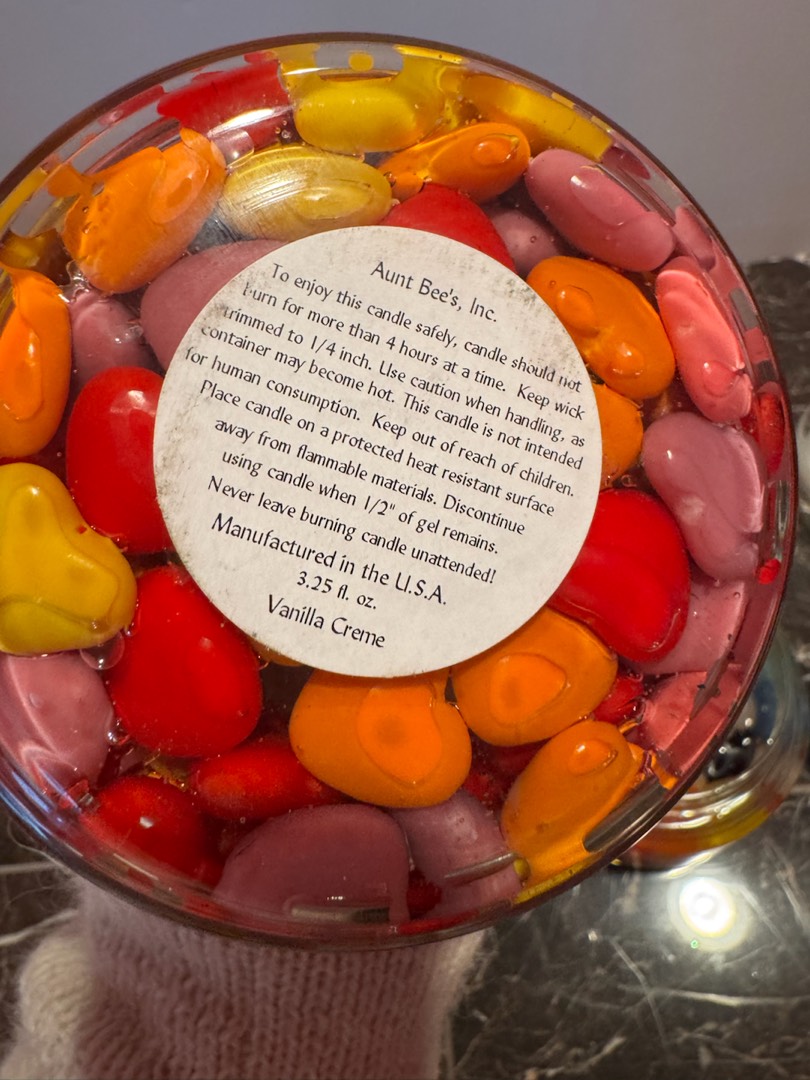 Aunt Bee's, Inc.
To enjoy this candle safely, candle should not
burn for more than 4 hours at a time. Keep wick
trimmed to 1/4 inch. Use caution when handling, as
container may become hot. This candle is not intended
for human consumption. Keep out of reach of children.
Place candle on a protected heat resistant surface
away from flammable materials. Discontinue
using candle when 1/2" of gel remains.
Never leave burning candle unattended!
Manufactured in the U.S.A.
3.25 fl. oz.
Vanilla Creme